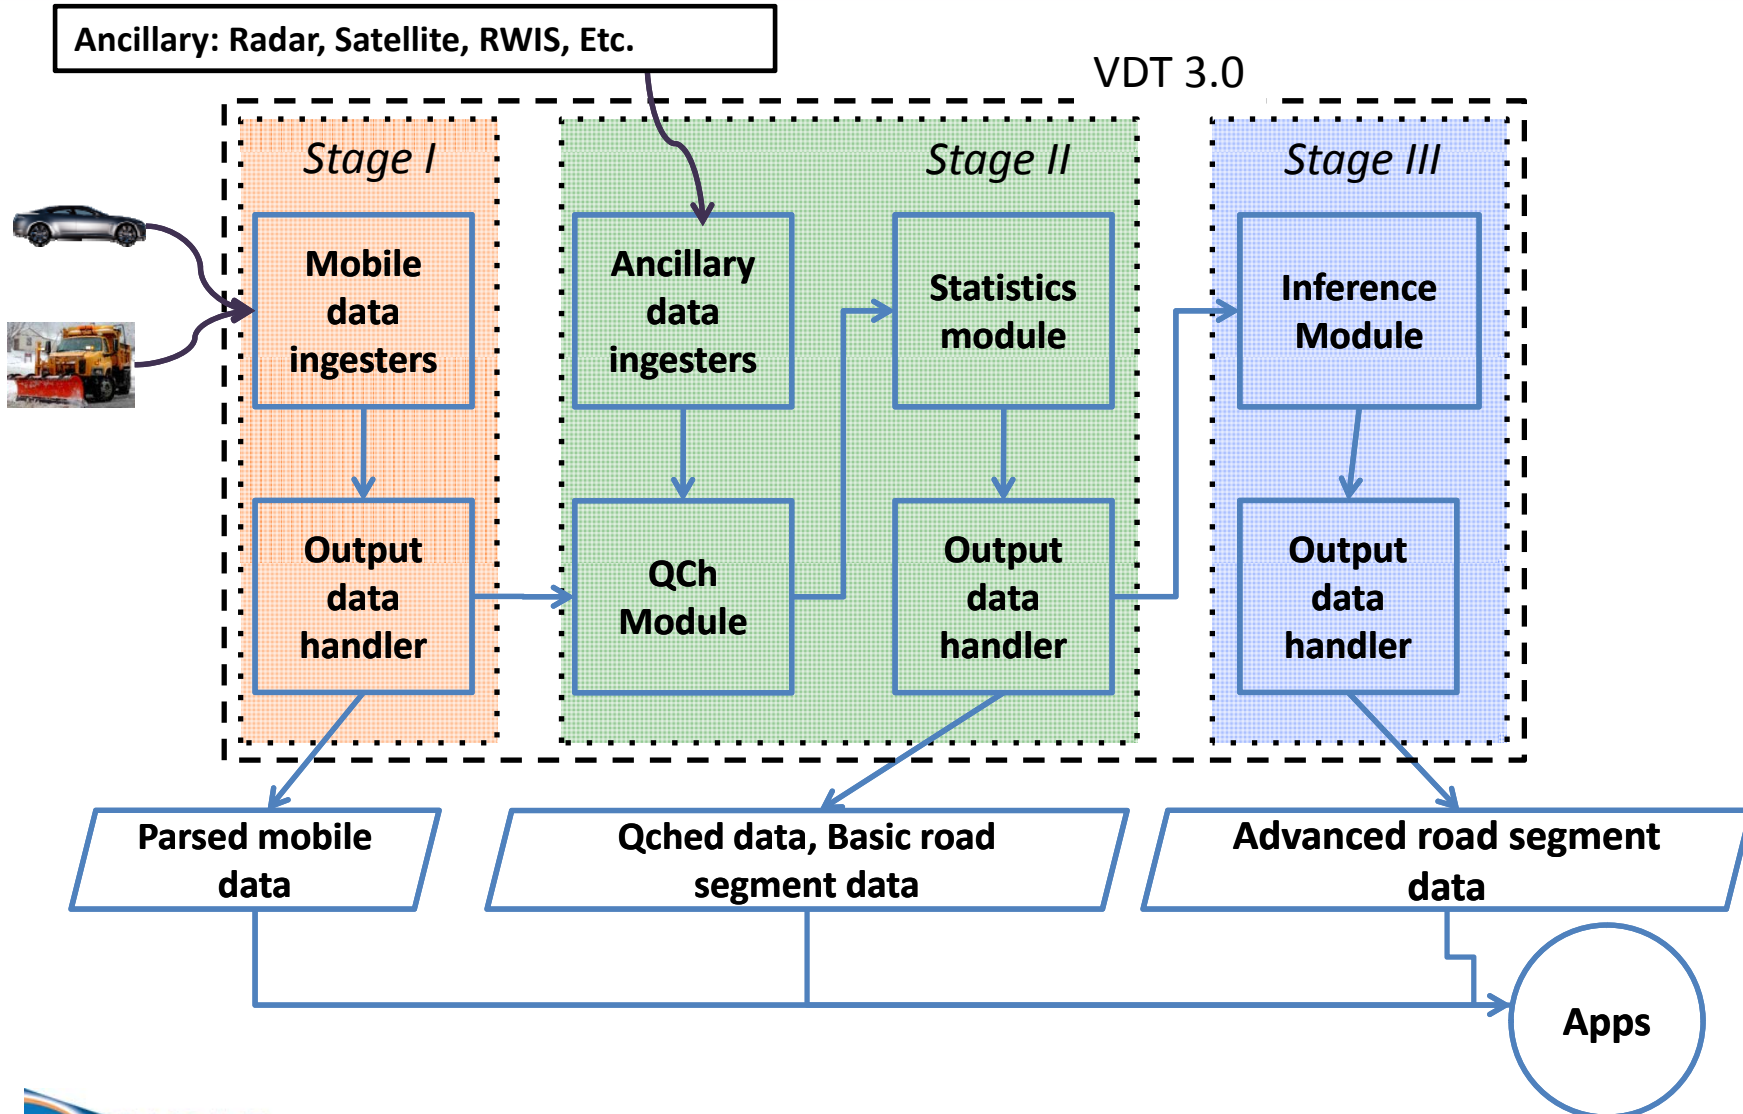 Ancillary: Radar, Satellite, RWIS, Etc.
VDT 3.0
Stage I
Stage II
Stage III
Mobile
data
ingesters
Ancillary
data
ingesters
Statistics
module
Inference
Module
Output
data
handler
QCh
Module
Output
data
handler
Output
data
handler
Parsed mobile
data
Qched data, Basic road
segment data
Advanced road segment
data
Apps